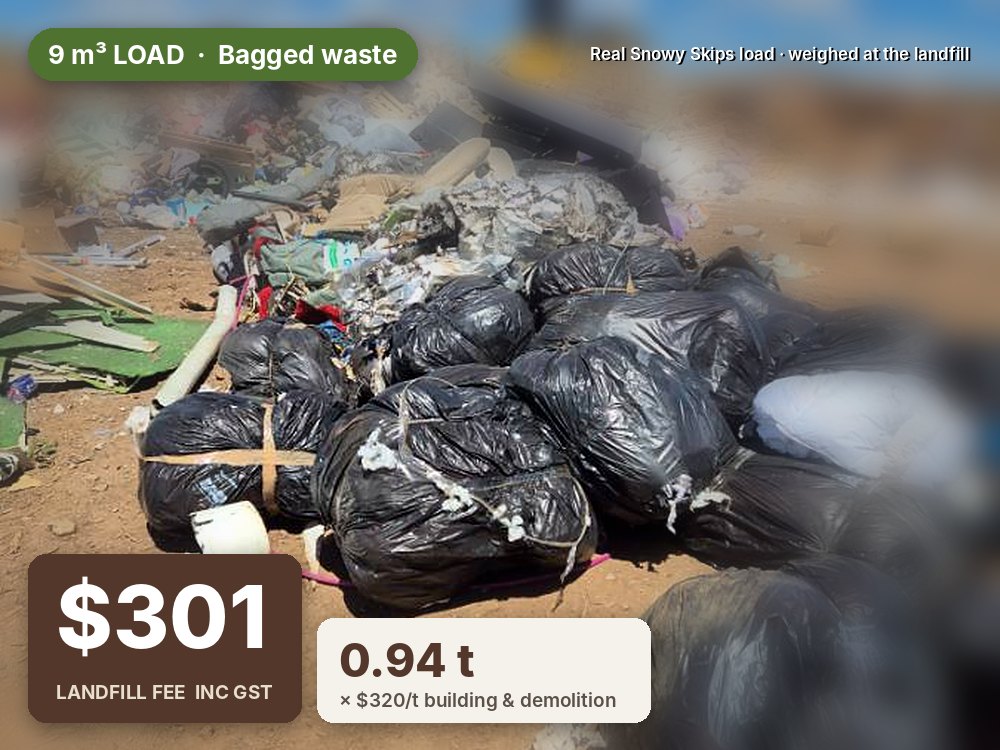 9 m³ LOAD · Bagged waste
Real Snowy Skips load · weighed at the landfill
$301
LANDFILL FEE INC GST
0.94 t
× $320/t building & demolition